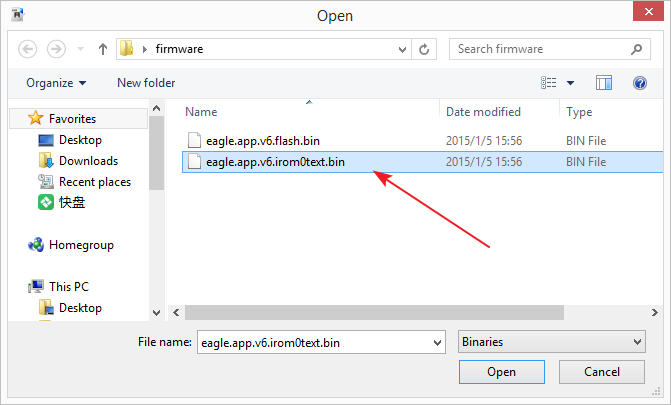 Open
firmware
Search firmware
Organize
New folder
Name
Date modified
Type
Favorites
Desktop
Downloads
Recent places
快盘
Homegroup
This PC
Desktop
eagle.app.v6.flash.bin 2015/1/5 15:56 BIN File
eagle.app.v6.irom0text.bin 2015/1/5 15:56 BIN File
File name: eagle.app.v6.irom0text.bin
Binaries
Open
Cancel